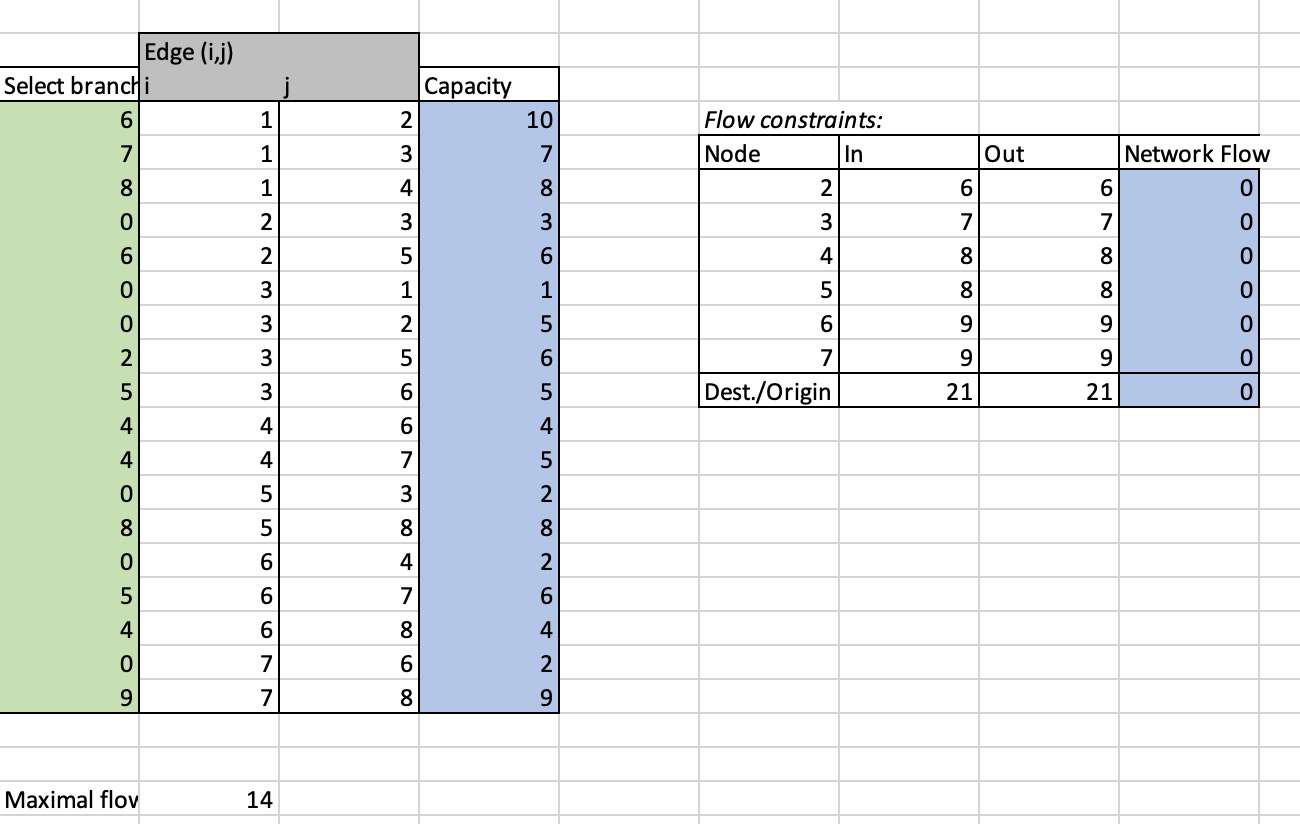 Edge (i,j)
Select branch i j Capacity
6 1 2 10 Flow constraints:
7 1 3 7 Node In Out Network Flow
8 1 4 8 2 6 6 0
0 2 3 3 3 7 7 0
6 2 5 6 4 8 8 0
0 3 1 1 5 8 8 0
0 3 2 5 6 9 9 0
2 3 5 6 7 9 9 0
5 3 6 5 Dest./Origin 21 21 0
4 4 6 4
4 4 7 5
0 5 3 2
8 5 8 8
0 6 4 2
5 6 7 6
4 6 8 4
0 7 6 2
9 7 8 9
Maximal flow 14